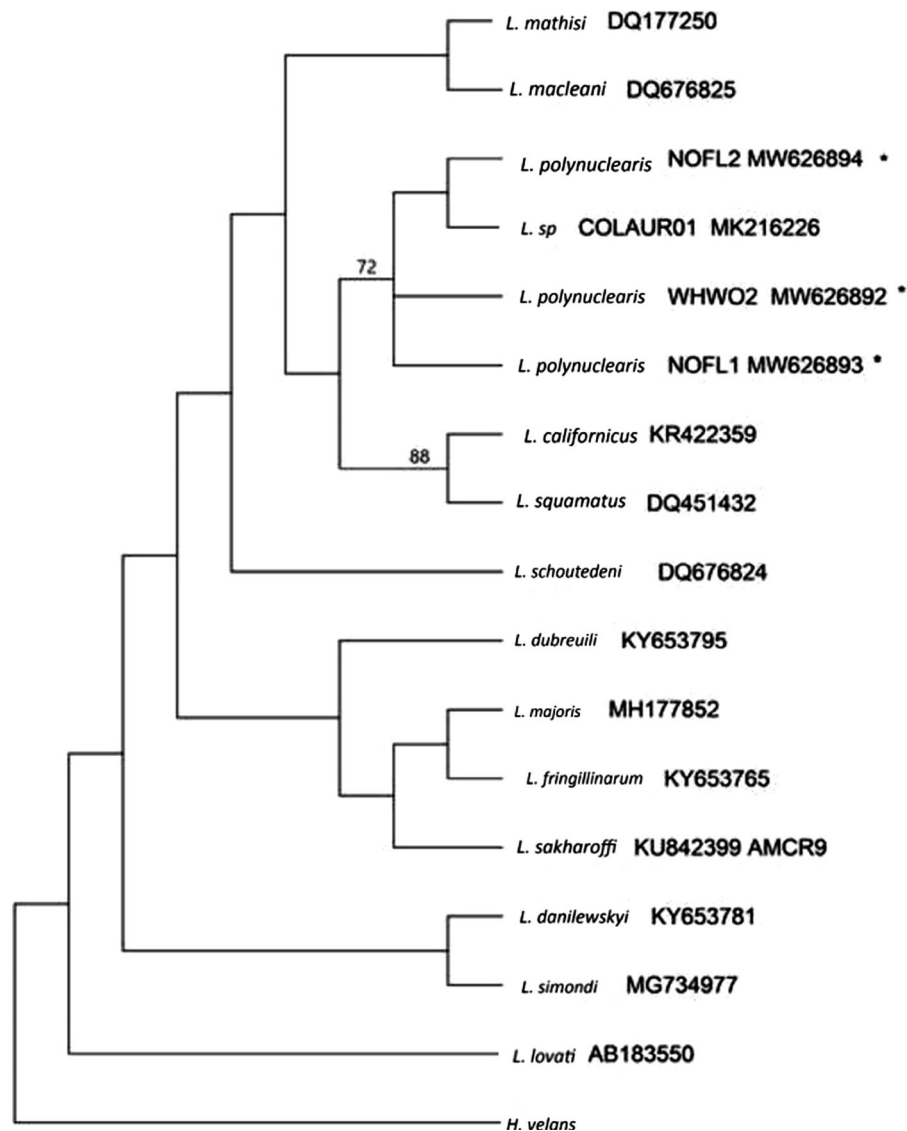 L. mathisi DQ177250
L. macleani DQ676825
L. polynuclearis NOFL2 MW626894 *
L. sp COLAUR01 MK216226
72
L. polynuclearis WHWO2 MW626892 *
L. polynuclearis NOFL1 MW626893 *
L. californicus KR422359
88
L. squamatus DQ451432
L. schoutedeni DQ676824
L. dubreuili KY653795
L. majoris MH177852
L. fringillinarum KY653765
L. sakharoffi KU842399 AMCR9
L. danilewskyi KY653781
L. simondi MG734977
L. lovati AB183550
H. velans